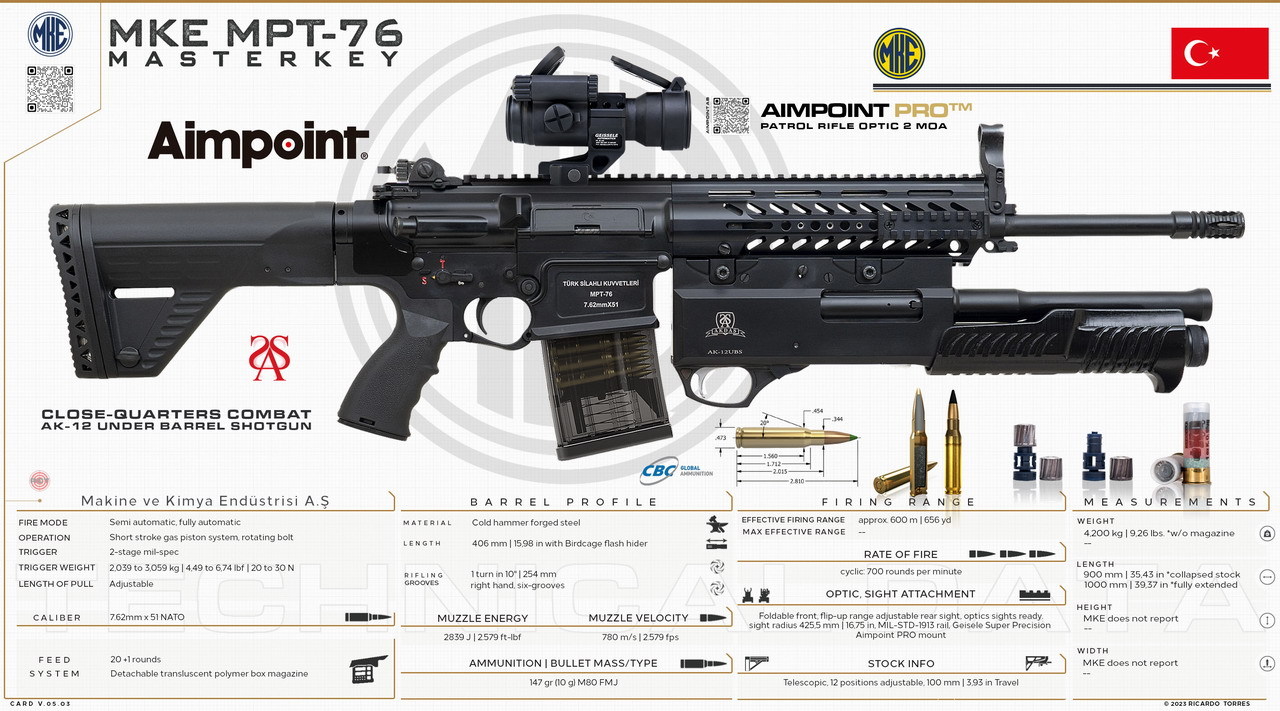 MKE
MKE MPT-76
MASTERKEY
MKE
Aimpoint®
AIMPOINT PRO™
PATROL RIFLE OPTIC 2 MOA
GEISSELE
TÜRK SİLAHLI KUVVETLERİ
MPT-76
7.62mmX51
S
T
AKDAS
AK-12UBS
CLOSE-QUARTERS COMBAT
AK-12 UNDER BARREL SHOTGUN
CBC GLOBAL
AMMUNITION
20°
.454
.344
.473
1.560
1.712
2.015
2.810
Makine ve Kimya Endüstrisi A.Ş
FIRE MODE Semi automatic, fully automatic
OPERATION Short stroke gas piston system, rotating bolt
TRIGGER 2-stage mil-spec
TRIGGER WEIGHT 2,039 to 3,059 kg | 4,49 to 6,74 lbf | 20 to 30 N
LENGTH OF PULL Adjustable
CALIBER 7.62mm x 51 NATO
FEED SYSTEM 20 +1 rounds
Detachable transluscent polymer box magazine
BARREL PROFILE
MATERIAL Cold hammer forged steel
LENGTH 406 mm | 15,98 in with Birdcage flash hider
RIFLING GROOVES 1 turn in 10" | 254 mm
right hand, six-grooves
MUZZLE ENERGY
2839 J | 2.579 ft-lbf
MUZZLE VELOCITY
780 m/s | 2.579 fps
AMMUNITION | BULLET MASS/TYPE
147 gr (10 g) M80 FMJ
FIRING RANGE
EFFECTIVE FIRING RANGE approx. 600 m | 656 yd
MAX EFFECTIVE RANGE --
RATE OF FIRE
cyclic: 700 rounds per minute
OPTIC, SIGHT ATTACHMENT
Foldable front, flip-up range adjustable rear sight, optics sights ready.
sight radius 425,5 mm | 16,75 in, MIL-STD-1913 rail, Geisele Super Precision
Aimpoint PRO mount
STOCK INFO
Telescopic, 12 positions adjustable, 100 mm | 3,93 in Travel
MEASUREMENTS
WEIGHT
4,200 kg | 9,26 lbs. *w/o magazine
--
LENGTH
900 mm | 35,43 in *collapsed stock
1000 mm | 39,37 in *fully extended
HEIGHT
MKE does not report
--
WIDTH
MKE does not report
--
TECHNICAL DATA
CARD V.05.03
© 2023 RICARDO TORRES